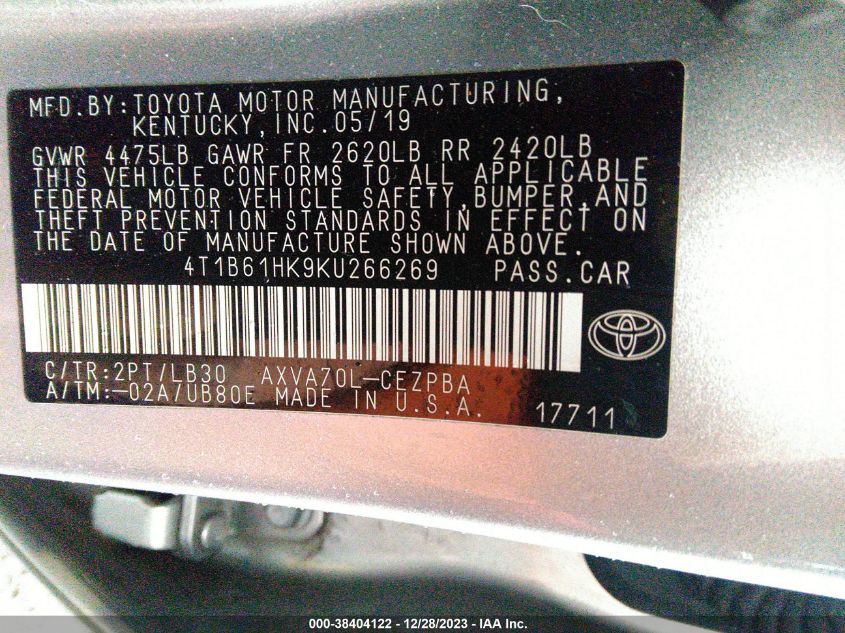 MFD.BY:TOYOTA MOTOR MANUFACTURING,
KENTUCKY,INC.05/19
GVWR 4475LB GAWR FR 2620LB RR 2420LB
THIS VEHICLE CONFORMS TO ALL APPLICABLE
FEDERAL MOTOR VEHICLE SAFETY,BUMPER,AND
THEFT PREVENTION STANDARDS IN EFFECT ON
THE DATE OF MANUFACTURE SHOWN ABOVE.
4T1B61HK9KU266269 PASS.CAR
C/TR:2PT/LB30 AXVA70L-CEZPBA
A/TM:-02A/UB80E MADE IN U.S.A. 17711
000-38404122 - 12/28/2023 - IAA Inc.